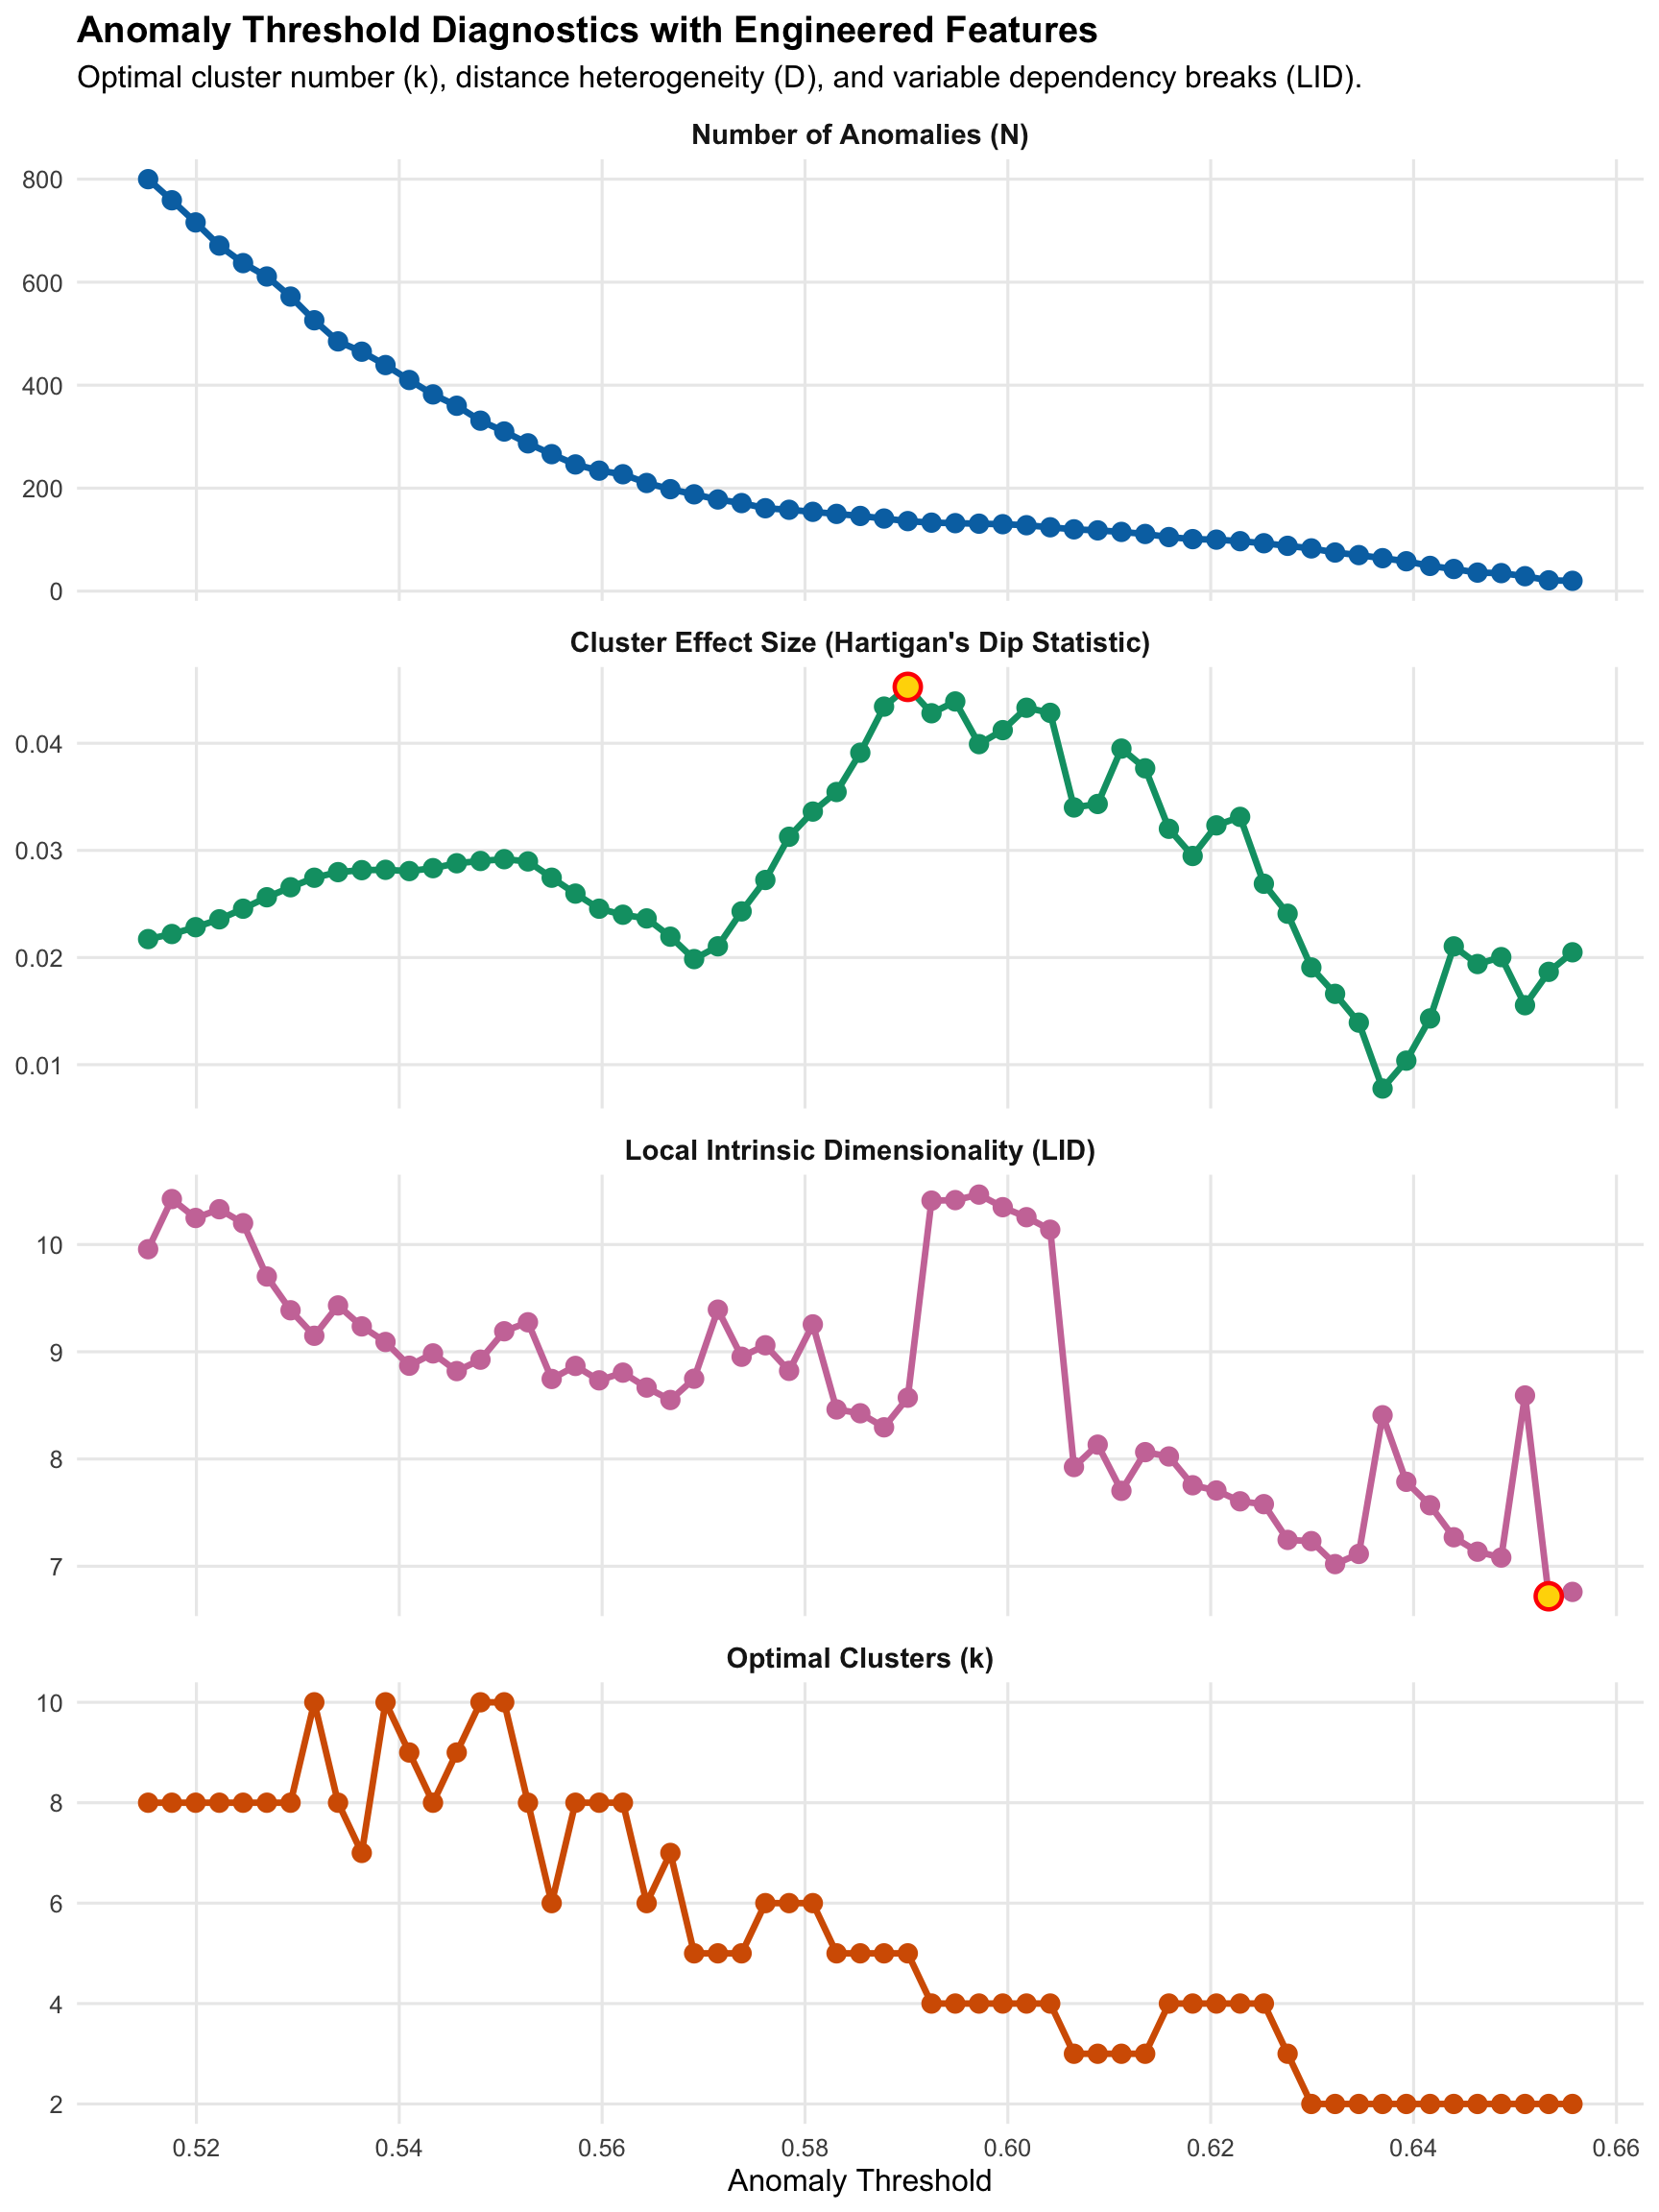 Anomaly Threshold Diagnostics with Engineered Features
Optimal cluster number (k), distance heterogeneity (D), and variable dependency breaks (LID).
Number of Anomalies (N)
800
600
400
200
0
Cluster Effect Size (Hartigan's Dip Statistic)
0.04
0.03
0.02
0.01
Local Intrinsic Dimensionality (LID)
10
9
8
7
Optimal Clusters (k)
10
8
6
4
2
0.52 0.54 0.56 0.58 0.60 0.62 0.64 0.66
Anomaly Threshold